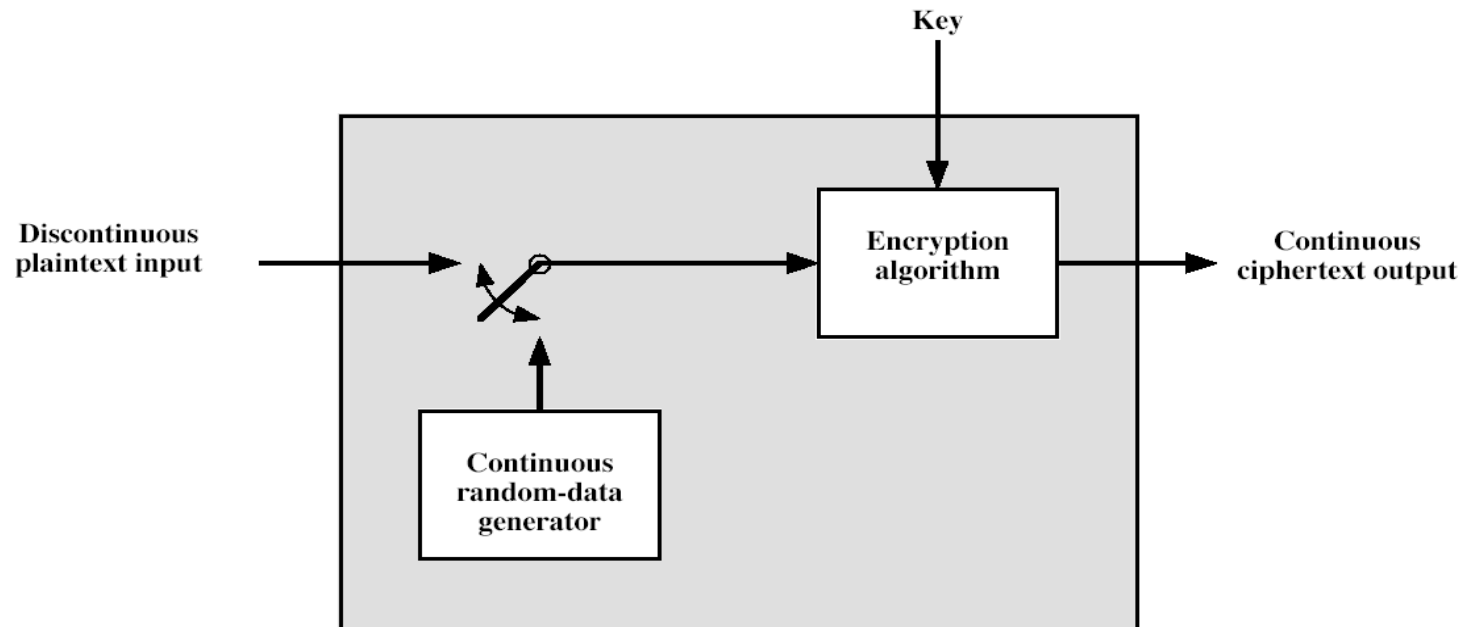 Key
Discontinuous
plaintext input
Encryption
algorithm
Continuous
ciphertext output
Continuous
random-data
generator